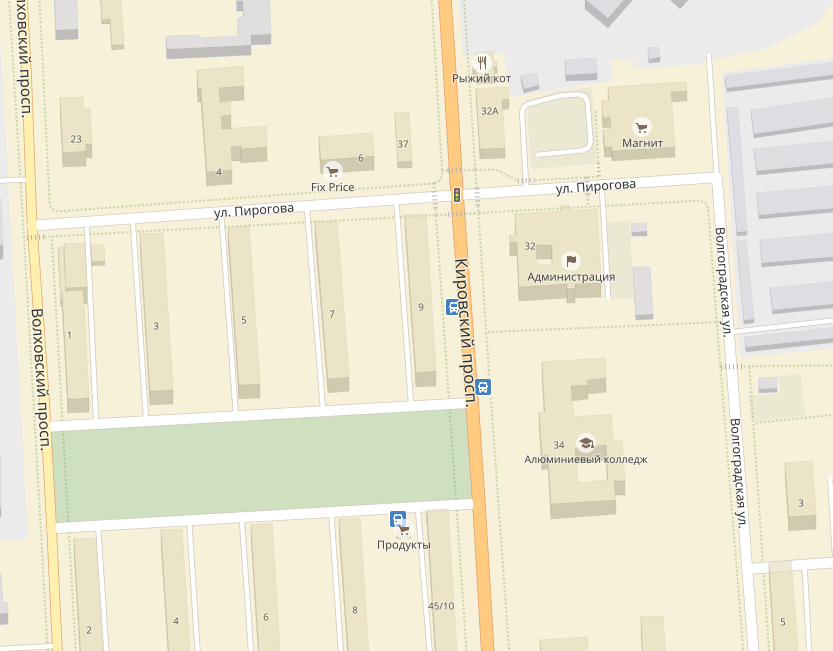 лховский просп.
Рыжий кот
32А
23
37
Магнит
6
4
Fix Price
ул. Пирогова
ул. Пирогова
32
Администрация
Кировский просп.
Волгоградская ул.
9
7
5
3
1
Волховский просп.
34
Алюминиевый колледж
Волгоградская ул.
3
Продукты
45/10
8
6
4
2
5